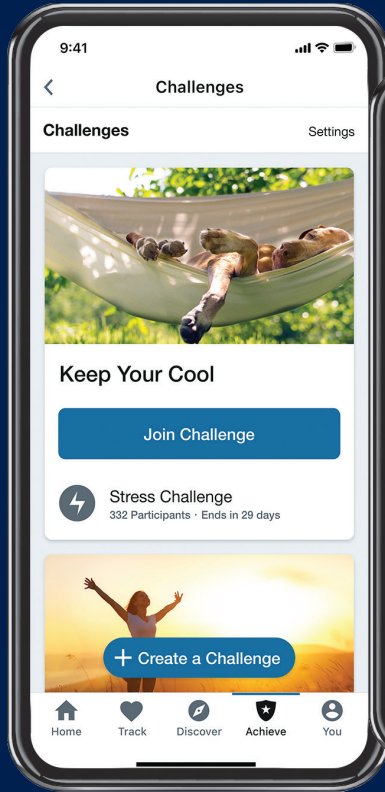 9:41
Challenges
Challenges Settings
Keep Your Cool
Join Challenge
Stress Challenge
332 Participants · Ends in 29 days
+ Create a Challenge
Home Track Discover Achieve You